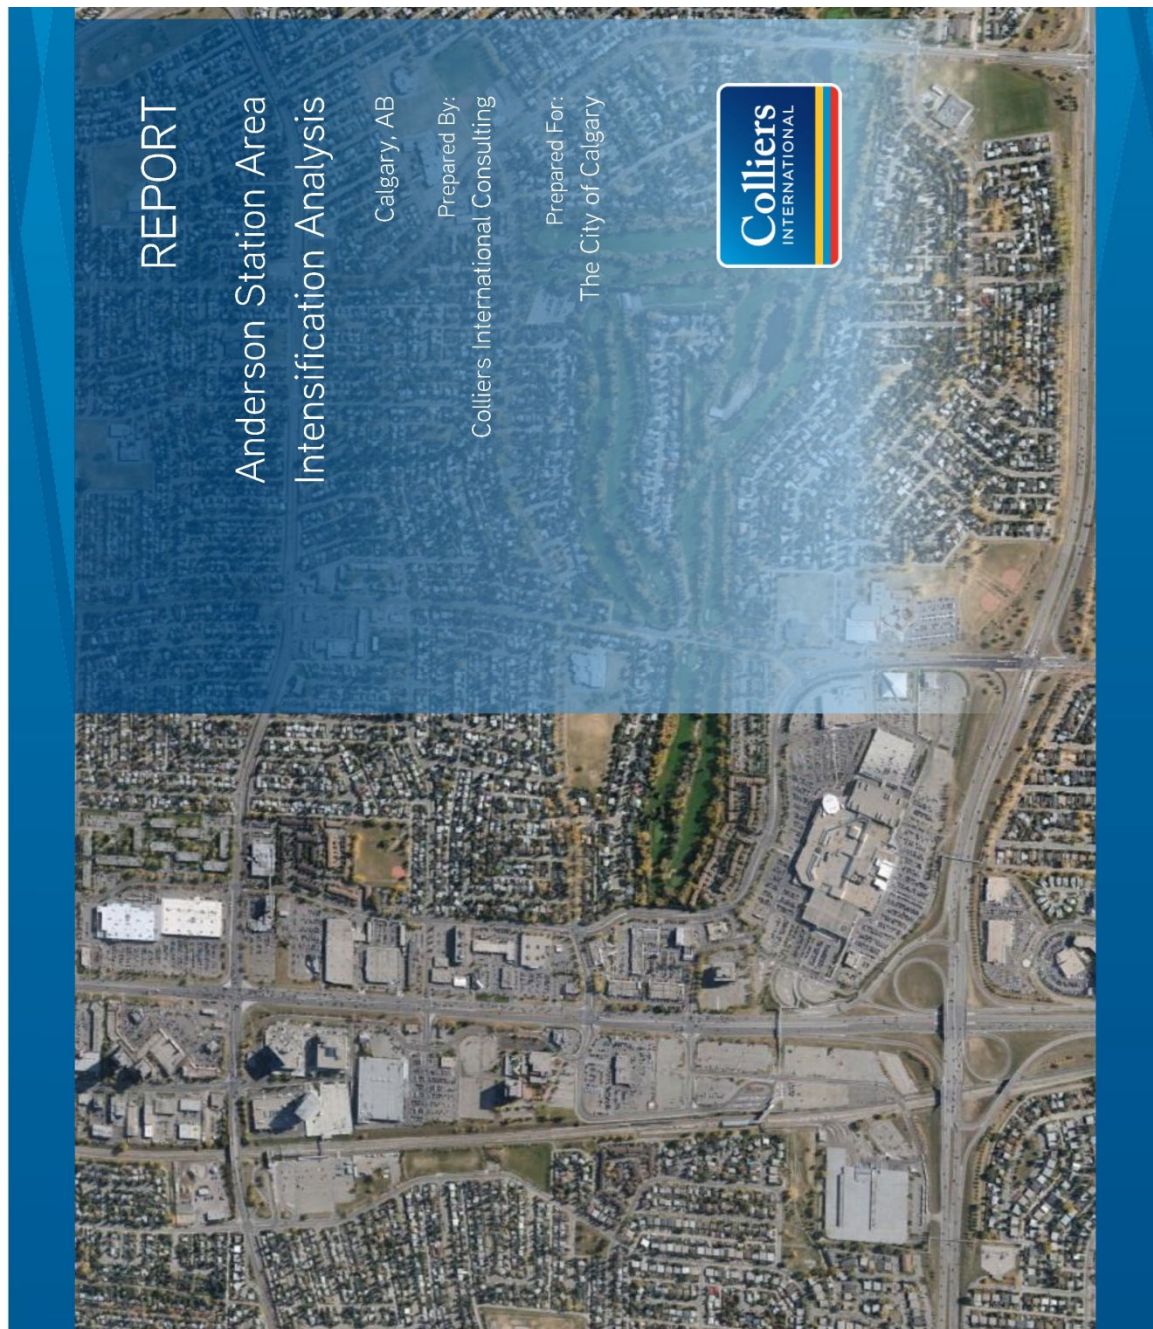 REPORT
Anderson Station Area
Intensification Analysis
Calgary, AB
Prepared By:
Colliers International Consulting
Prepared For:
The City of Calgary
Colliers
INTERNATIONAL